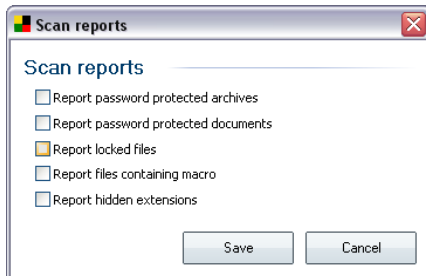 Scan reports
Scan reports
Report password protected archives
Report password protected documents
Report locked files
Report files containing macro
Report hidden extensions
Save Cancel